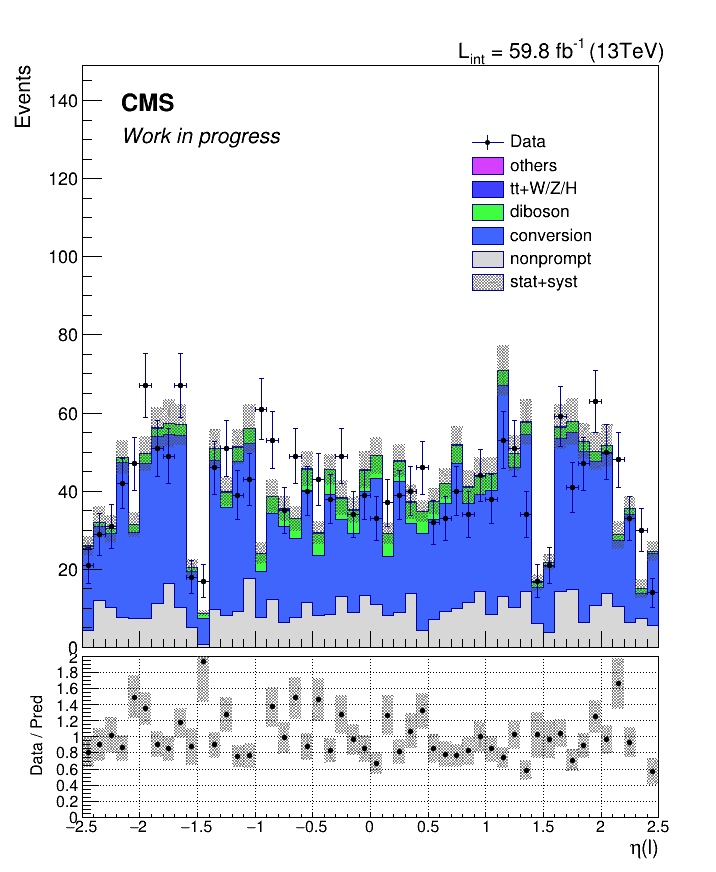 L_int = 59.8 fb^-1 (13TeV)
Events
CMS
Work in progress
Data
others
tt+W/Z/H
diboson
conversion
nonprompt
stat+syst
140
120
100
80
60
40
20
0
Data / Pred
2
1.8
1.6
1.4
1.2
1
0.8
0.6
0.4
0.2
0
−2.5 −2 −1.5 −1 −0.5 0 0.5 1 1.5 2 2.5
η(l)